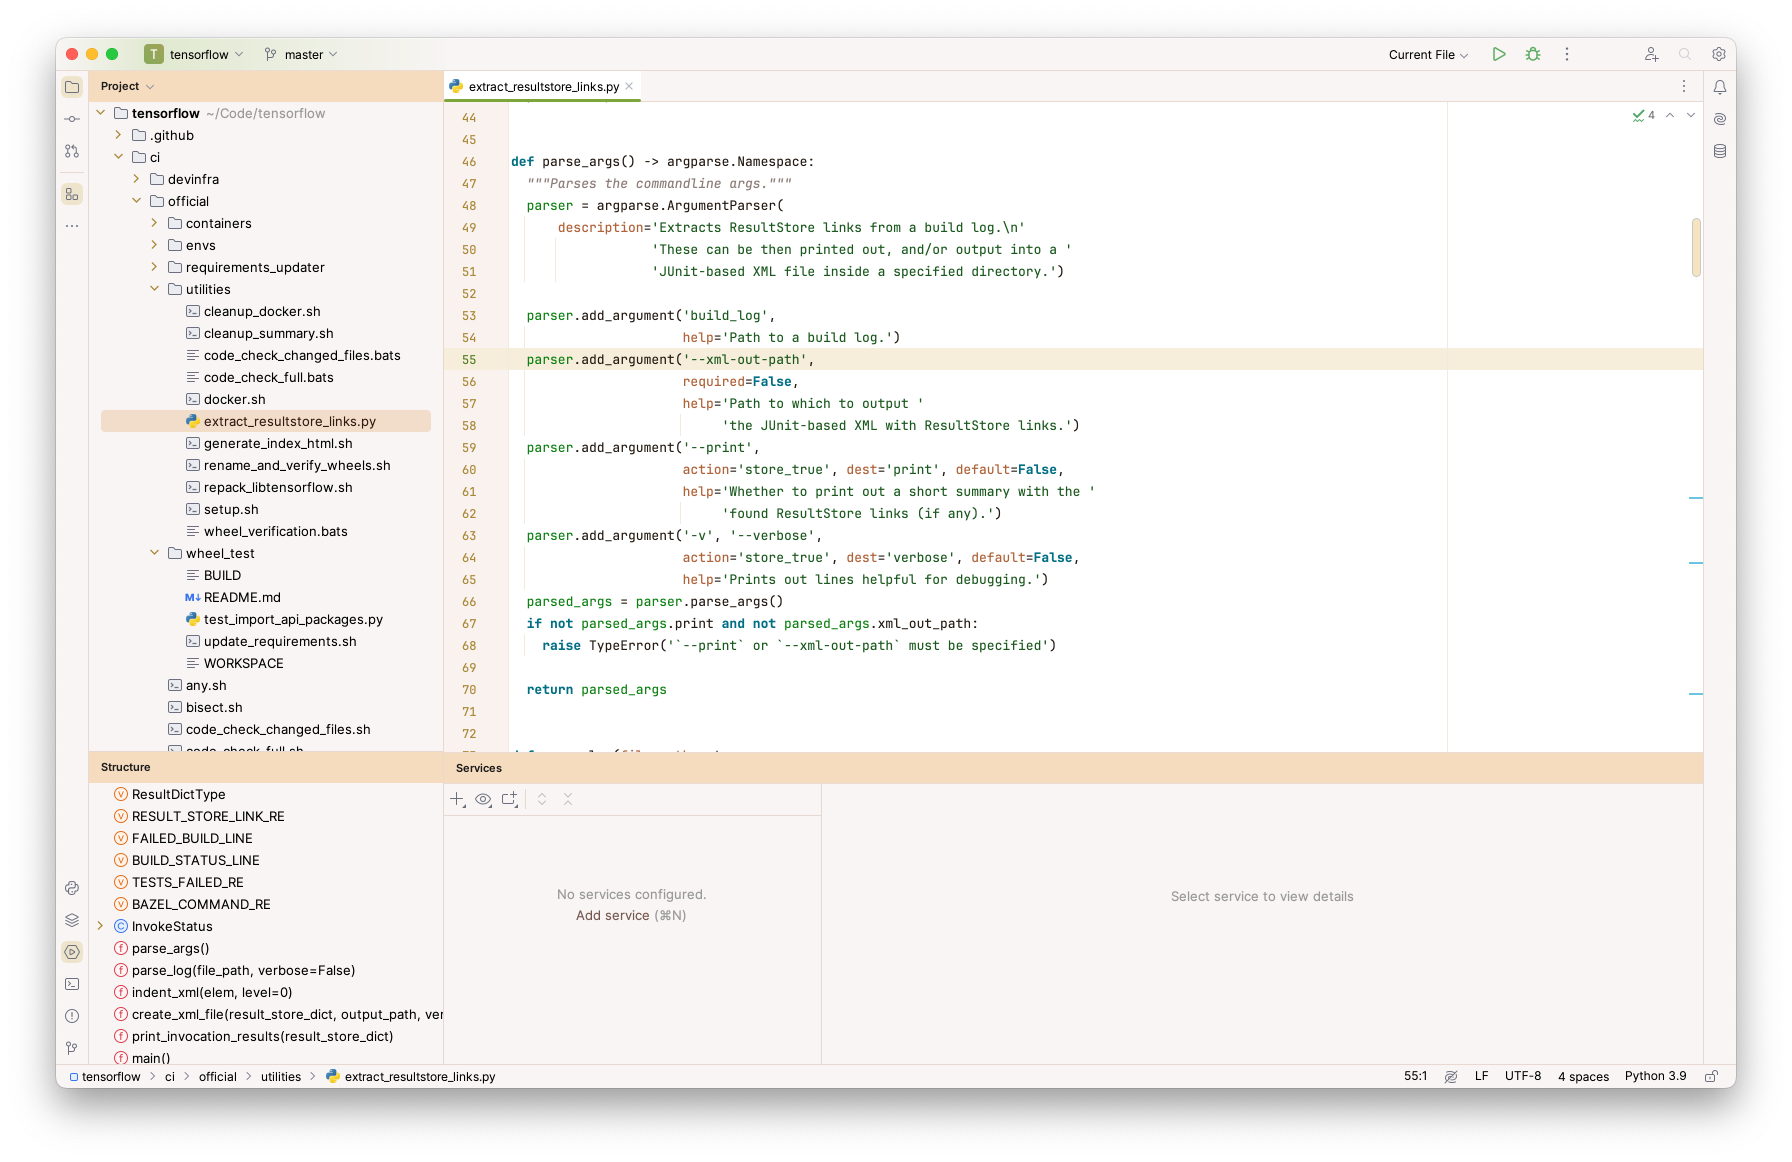 T tensorflow master Current File
Project
extract_resultstore_links.py
tensorflow ~/Code/tensorflow
.github
ci
devinfra
official
containers
envs
requirements_updater
utilities
cleanup_docker.sh
cleanup_summary.sh
code_check_changed_files.bats
code_check_full.bats
docker.sh
extract_resultstore_links.py
generate_index_html.sh
rename_and_verify_wheels.sh
repack_libtensorflow.sh
setup.sh
wheel_verification.bats
wheel_test
BUILD
M↓ README.md
test_import_api_packages.py
update_requirements.sh
WORKSPACE
any.sh
bisect.sh
code_check_changed_files.sh
code_check_full.sh
4
44
45
46 def parse_args() -> argparse.Namespace:
47 """Parses the commandline args."""
48 parser = argparse.ArgumentParser(
49 description='Extracts ResultStore links from a build log.\n'
50 'These can be then printed out, and/or output into a '
51 'JUnit-based XML file inside a specified directory.')
52
53 parser.add_argument('build_log',
54 help='Path to a build log.')
55 parser.add_argument('--xml-out-path',
56 required=False,
57 help='Path to which to output '
58 'the JUnit-based XML with ResultStore links.')
59 parser.add_argument('--print',
60 action='store_true', dest='print', default=False,
61 help='Whether to print out a short summary with the '
62 'found ResultStore links (if any).')
63 parser.add_argument('-v', '--verbose',
64 action='store_true', dest='verbose', default=False,
65 help='Prints out lines helpful for debugging.')
66 parsed_args = parser.parse_args()
67 if not parsed_args.print and not parsed_args.xml_out_path:
68 raise TypeError('`--print` or `--xml-out-path` must be specified')
69
70 return parsed_args
71
72
Structure
V ResultDictType
V RESULT_STORE_LINK_RE
V FAILED_BUILD_LINE
V BUILD_STATUS_LINE
V TESTS_FAILED_RE
V BAZEL_COMMAND_RE
C InvokeStatus
f parse_args()
f parse_log(file_path, verbose=False)
f indent_xml(elem, level=0)
f create_xml_file(result_store_dict, output_path, ver
f print_invocation_results(result_store_dict)
f main()
Services
No services configured.
Add service (⌘N)
Select service to view details
tensorflow ci official utilities extract_resultstore_links.py
55:1 LF UTF-8 4 spaces Python 3.9